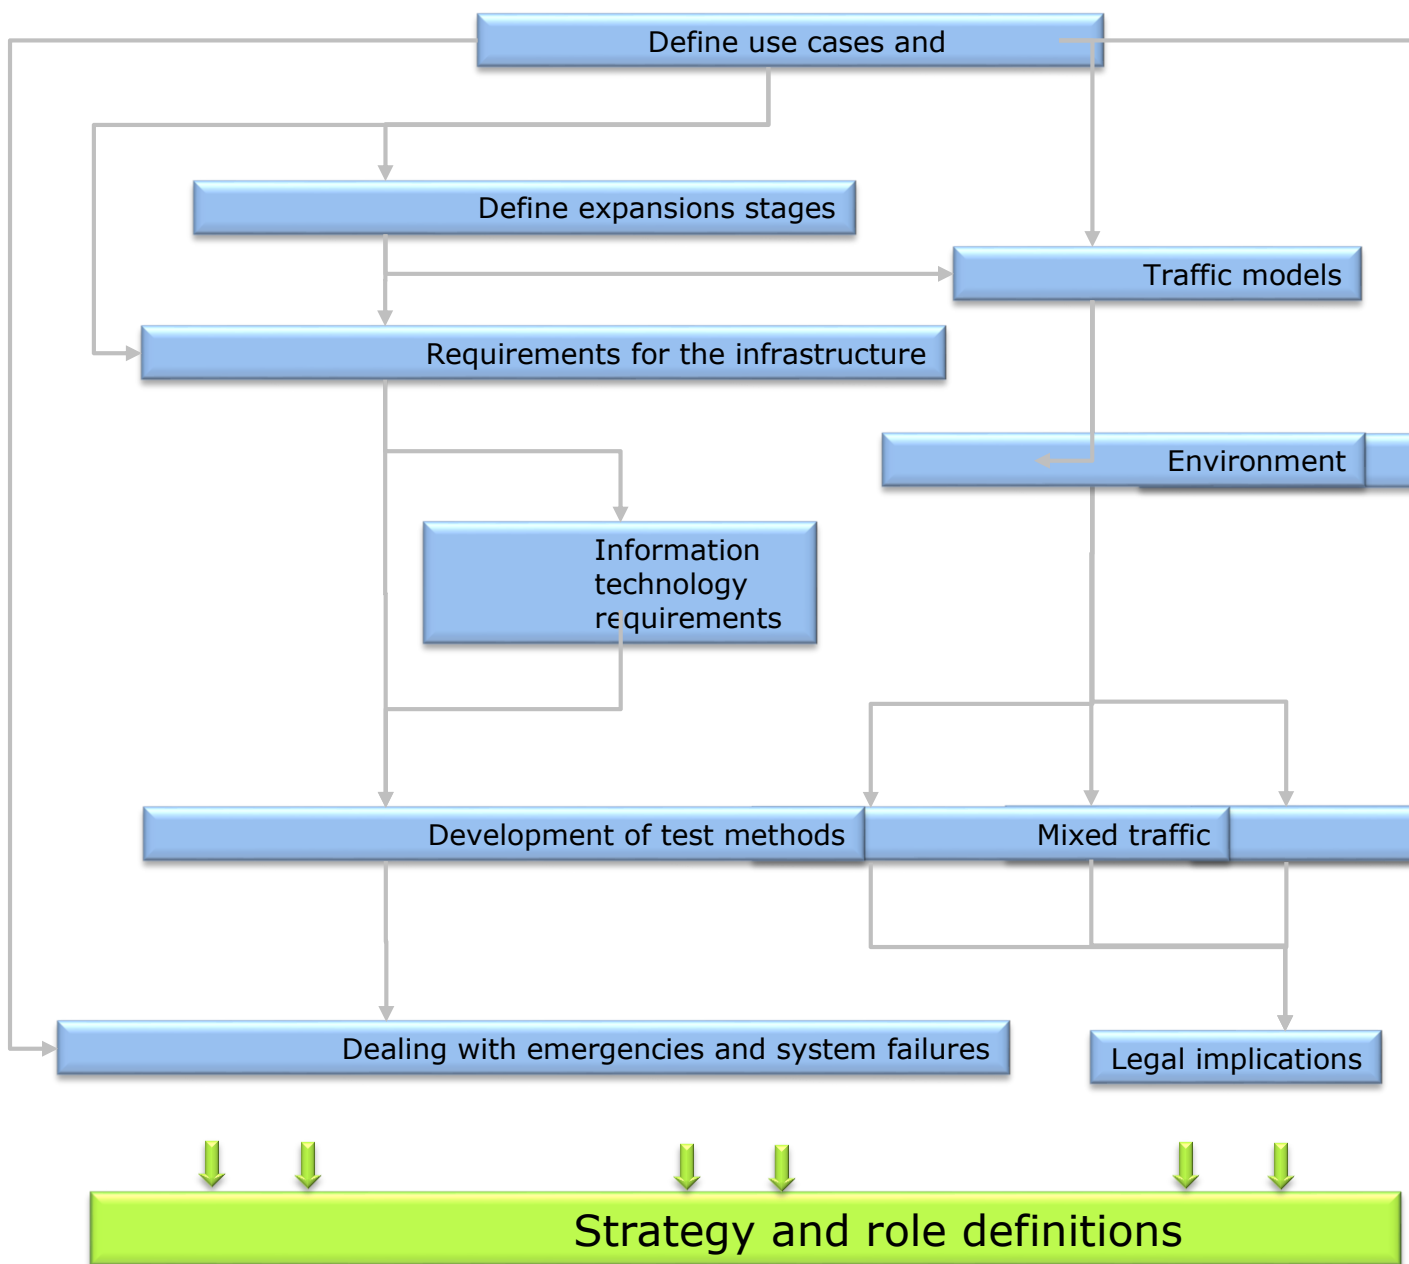 Define use cases and
Define expansions stages
Traffic models
Requirements for the infrastructure
Environment
Information
technology
requirements
Development of test methods
Mixed traffic
Dealing with emergencies and system failures
Legal implications
Strategy and role definitions